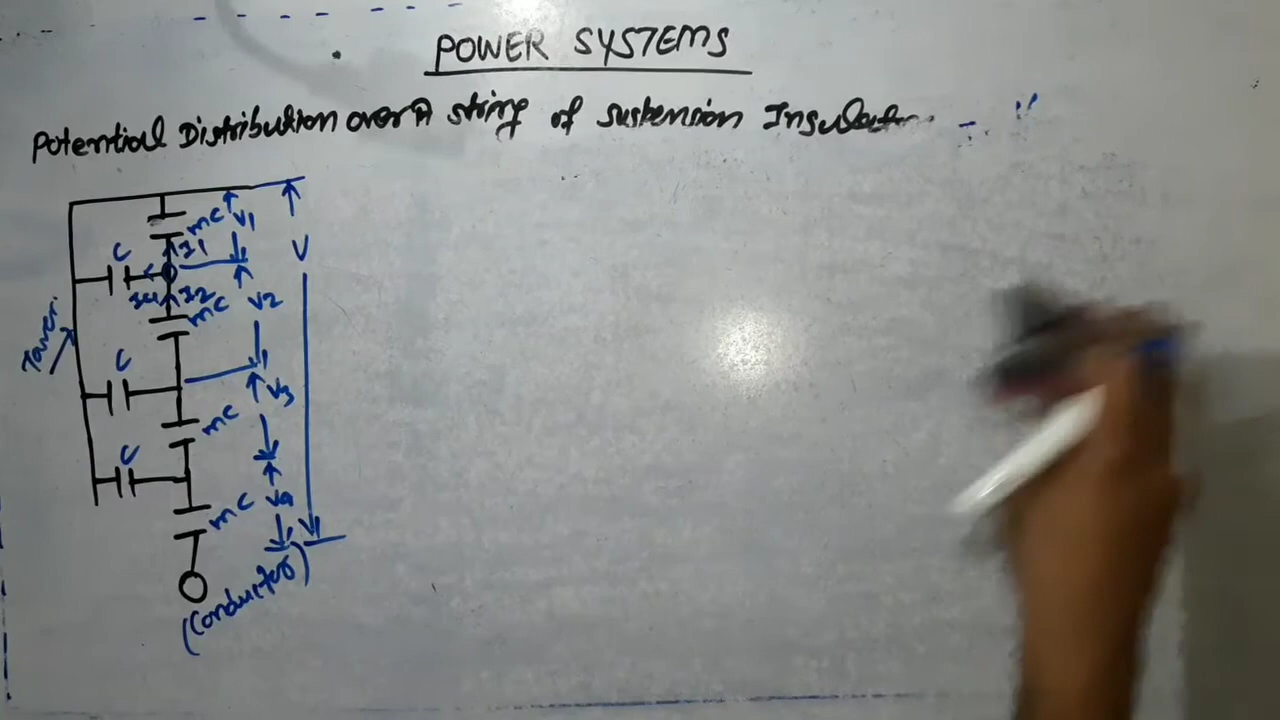 POWER SYSTEMS
Potential Distribution over A string of suspension Insulator
mc
V1
C
I1
V
I2
mc
V2
Tower
C
V3
mc
C
V4
mc
(Conductor)